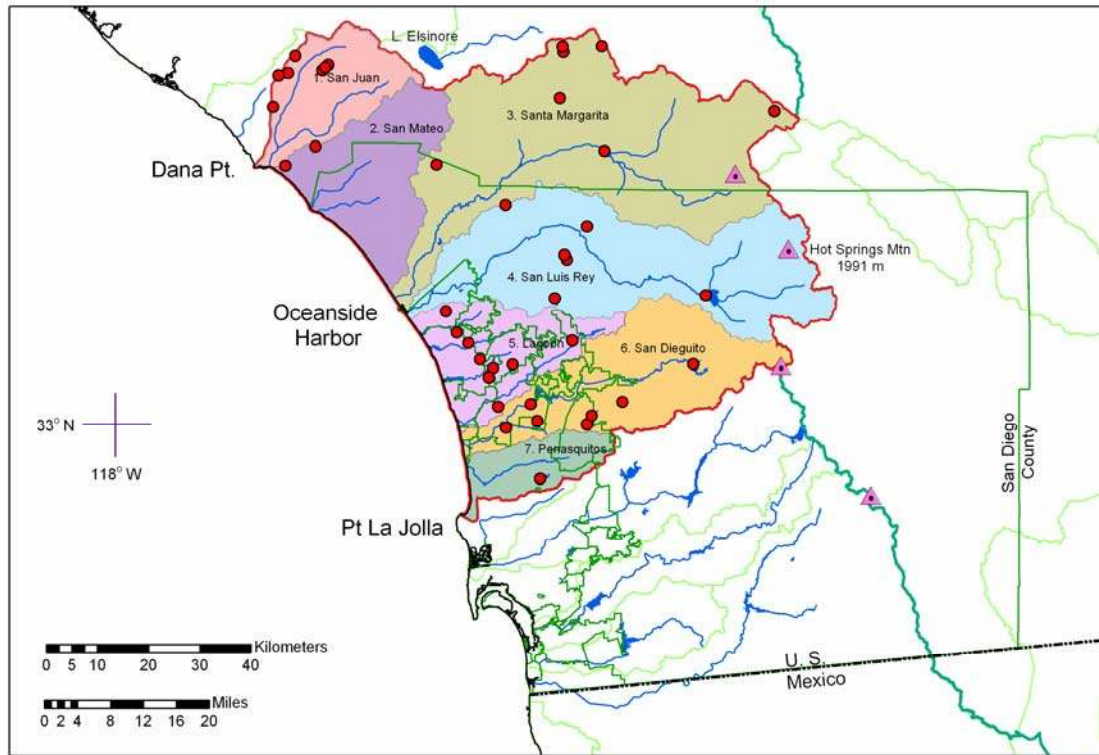 L. Elsinore
1. San Juan
2. San Mateo
3. Santa Margarita
Dana Pt.
Hot Springs Mtn
1991 m
4. San Luis Rey
Oceanside
Harbor
5. Lagoon
6. San Dieguito
33° N
118° W
7. Penasquitos
San Diego
County
Pt La Jolla
Kilometers
0 5 10 20 30 40
U. S.
Mexico
Miles
0 2 4 8 12 16 20